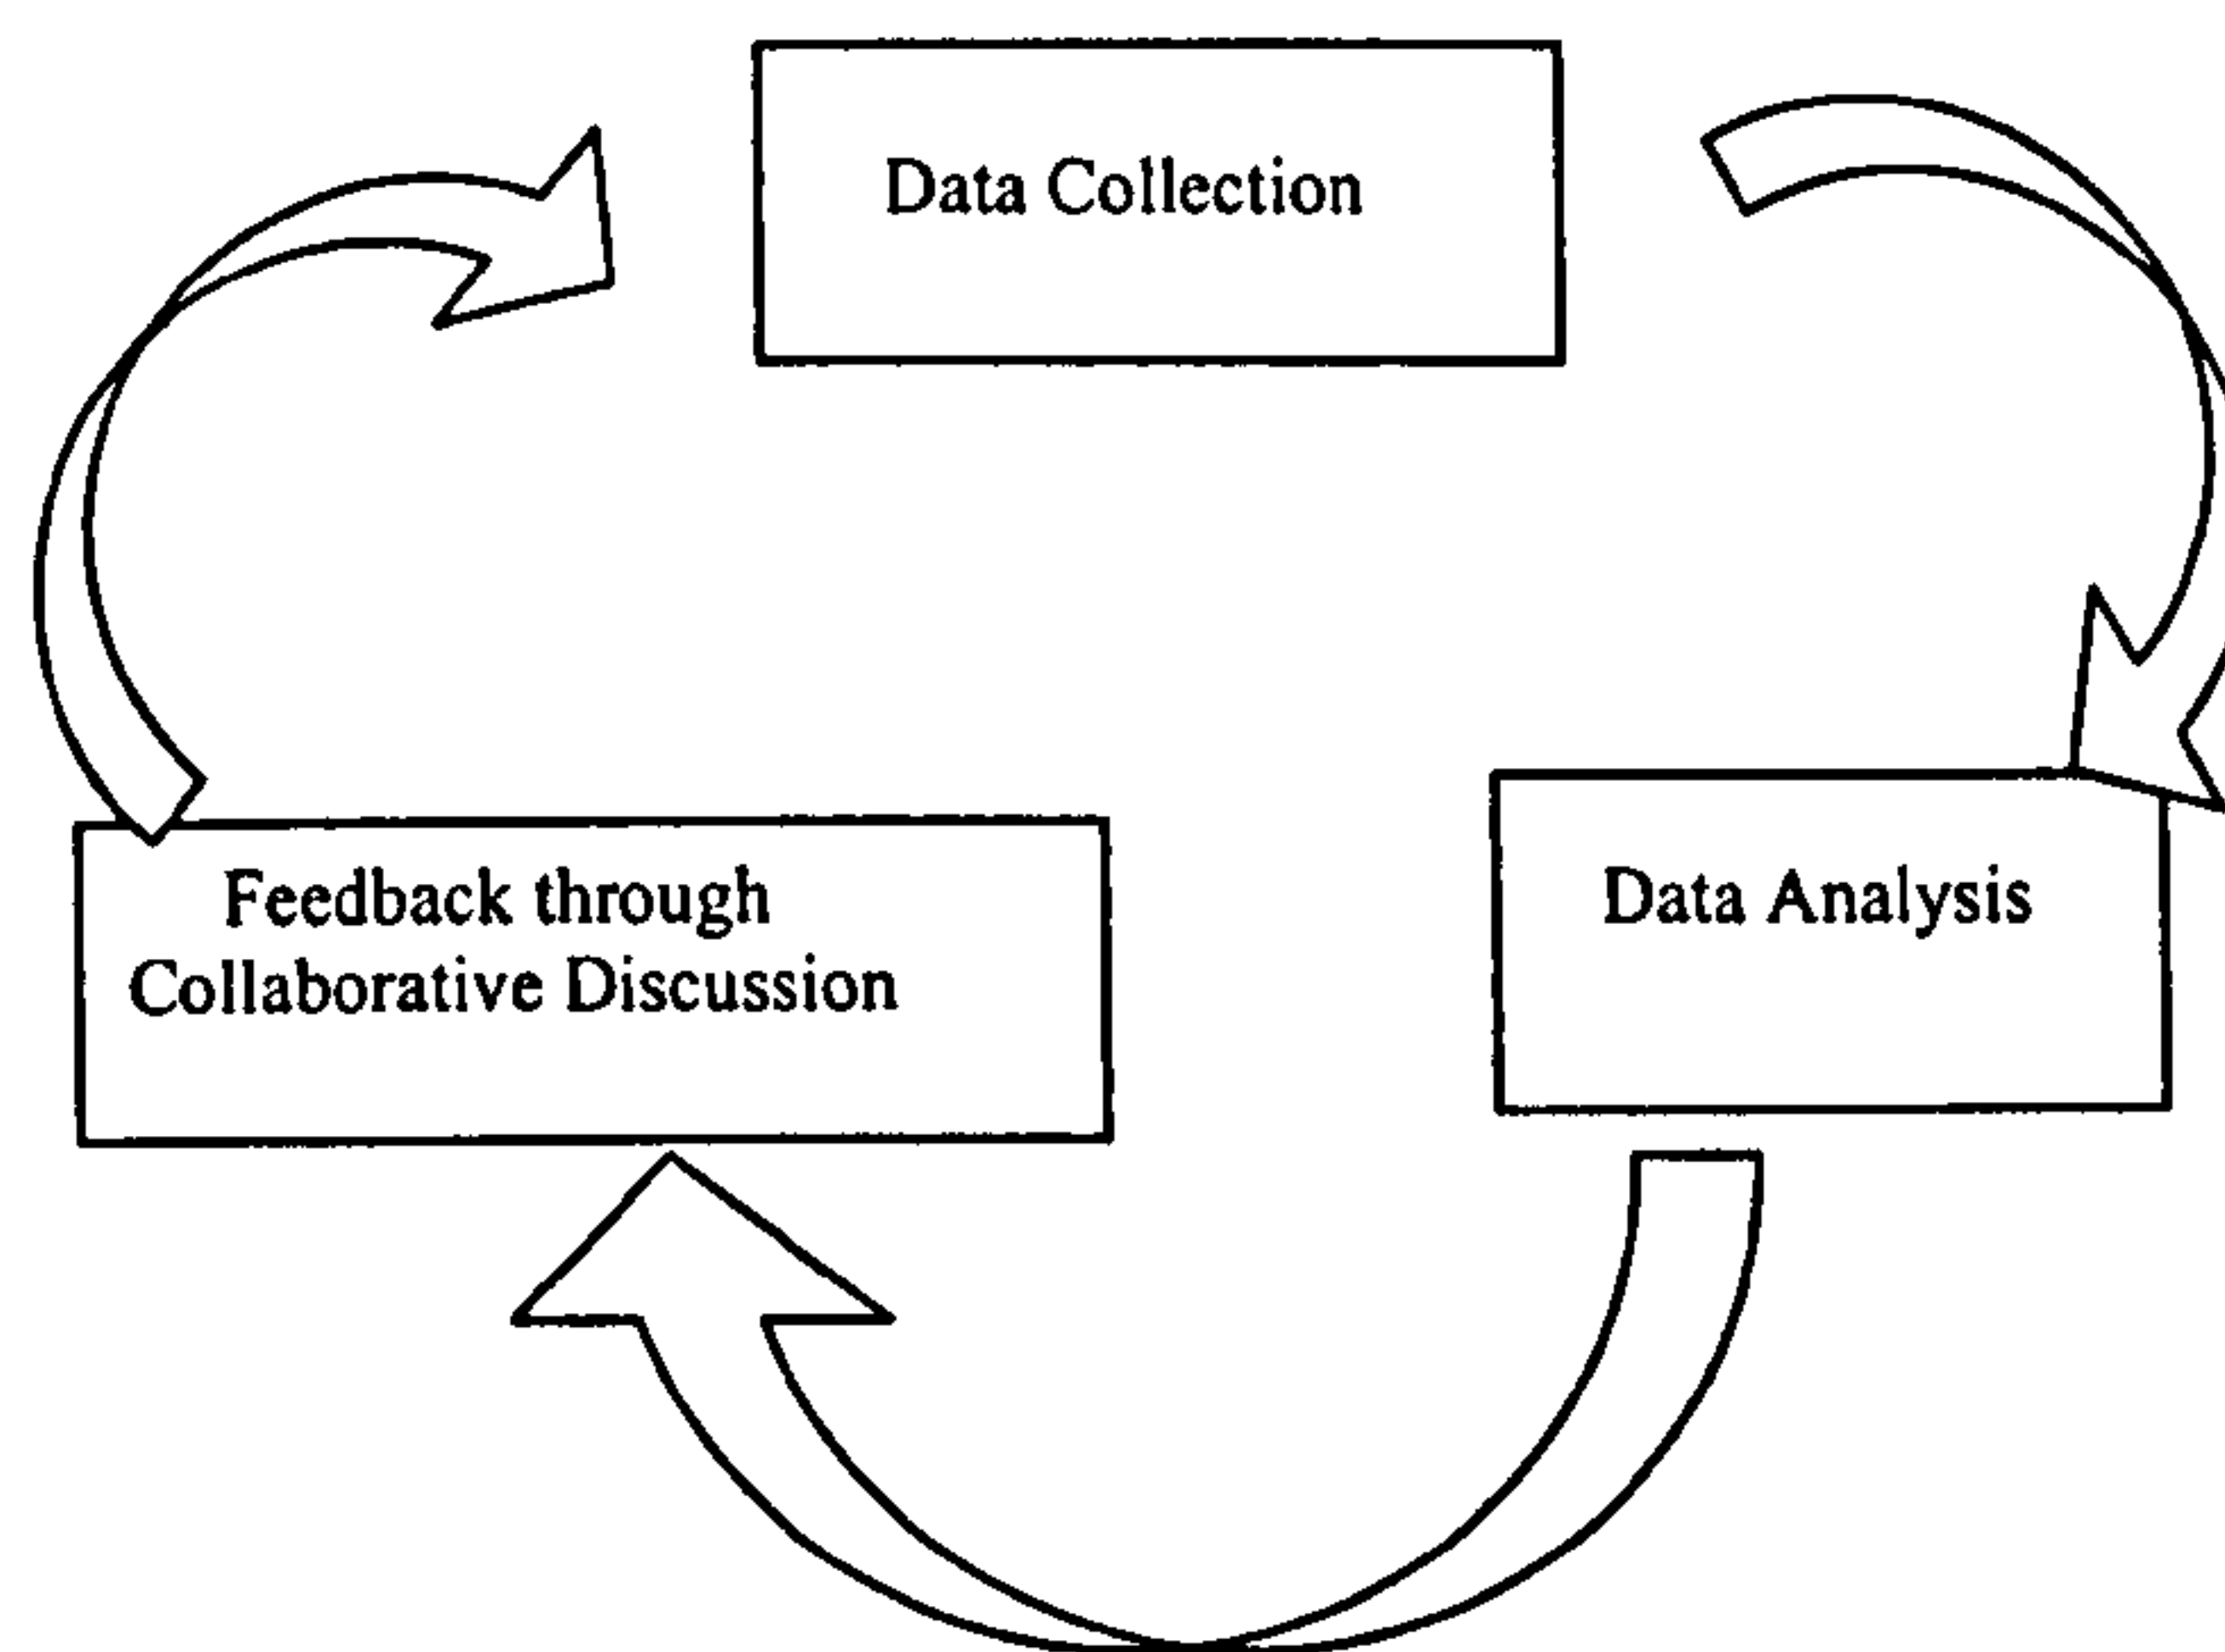 Data Collection
Feedback through
Collaborative Discussion
Data Analysis